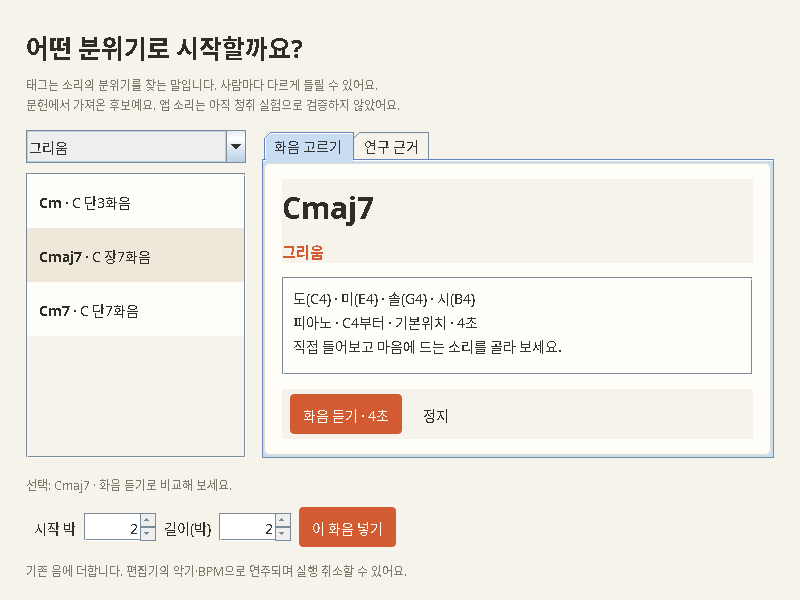 어떤 분위기로 시작할까요?
태그는 소리의 분위기를 찾는 말입니다. 사람마다 다르게 들릴 수 있어요.
문헌에서 가져온 후보예요. 앱 소리는 아직 청취 실험으로 검증하지 않았어요.
그리움
화음 고르기
연구 근거
Cm · C 단3화음
Cmaj7 · C 장7화음
Cm7 · C 단7화음
Cmaj7
그리움
도(C4) · 미(E4) · 솔(G4) · 시(B4)
피아노 · C4부터 · 기본위치 · 4초
직접 들어보고 마음에 드는 소리를 골라 보세요.
화음 듣기 · 4초
정지
선택: Cmaj7 · 화음 듣기로 비교해 보세요.
시작 박 2 길이(박) 2 이 화음 넣기
기존 음에 더합니다. 편집기의 악기·BPM으로 연주되며 실행 취소할 수 있어요.